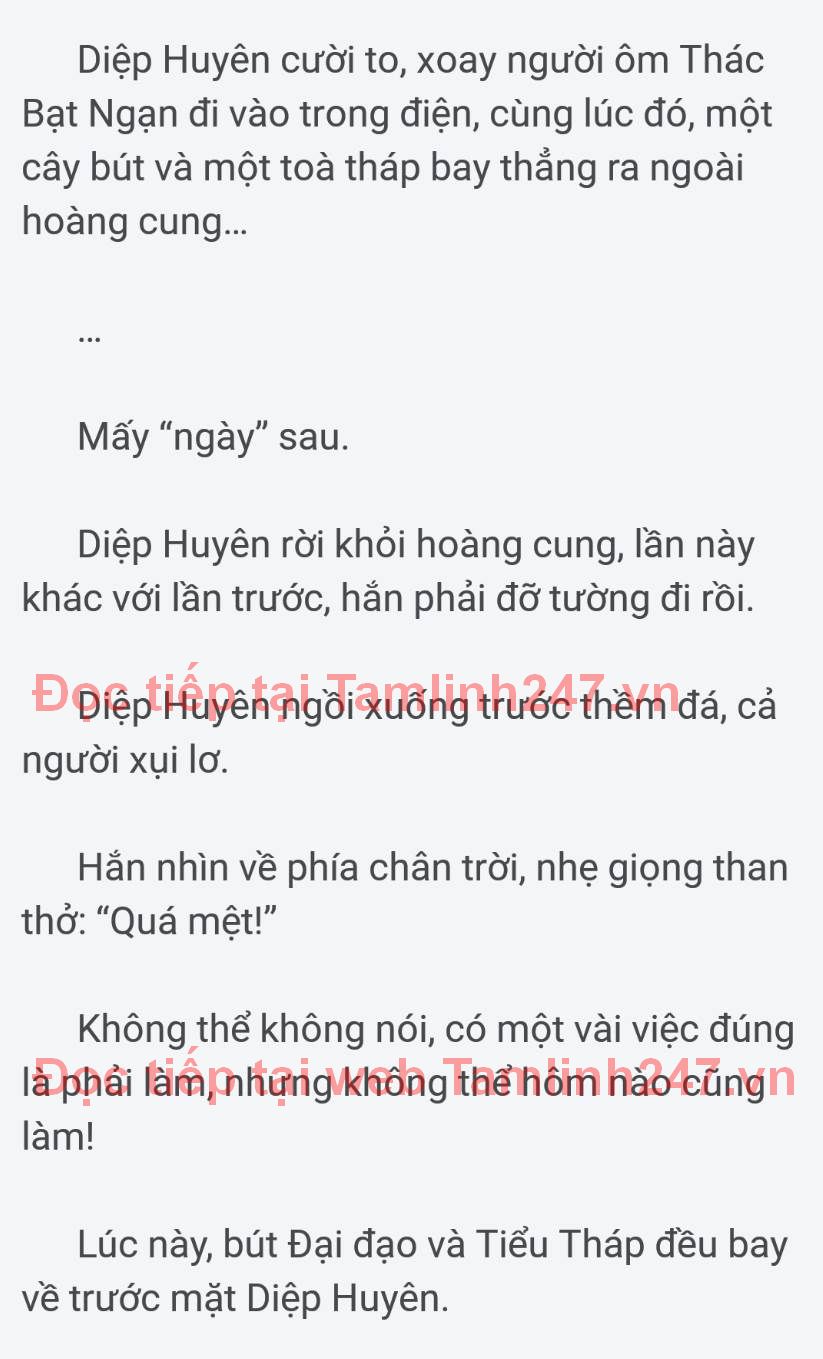 Diệp Huyên cười to, xoay người ôm Thác
Bạt Ngạn đi vào trong điện, cùng lúc đó, một
cây bút và một toà tháp bay thẳng ra ngoài
hoàng cung...
...
Mấy “ngày” sau.
Diệp Huyên rời khỏi hoàng cung, lần này
khác với lần trước, hắn phải đỡ tường đi rồi.
Đọc tiếp tại Tamlinh247.vn
Diệp Huyên ngồi xuống trước thềm đá, cả
người xụi lơ.
Hắn nhìn về phía chân trời, nhẹ giọng than
thở: “Quá mệt!”
Không thể không nói, có một vài việc đúng
Đọc tiếp tại web Tamlinh247.vn
là phải làm, nhưng không thể hôm nào cũng
làm!
Lúc này, bút Đại đạo và Tiểu Tháp đều bay
về trước mặt Diệp Huyên.